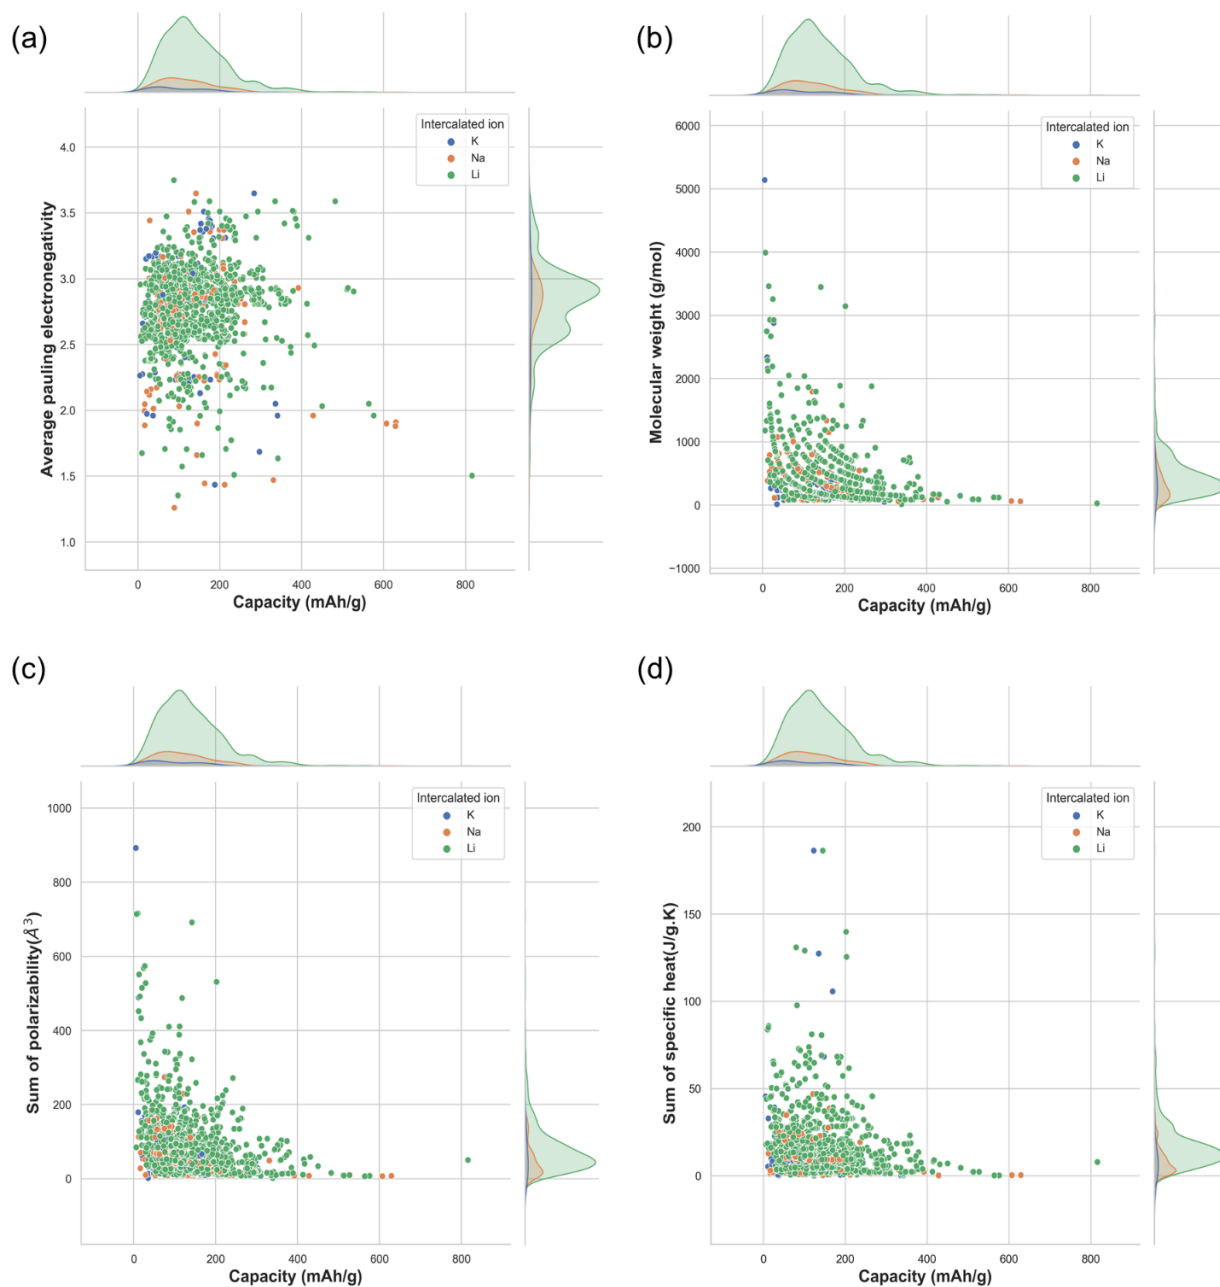 (a)
Intercalated ion
K
Na
Li
4.0
3.5
3.0
2.5
2.0
1.5
1.0
Average pauling electronegativity
0
200
400
600
800
Capacity (mAh/g)
(b)
Intercalated ion
K
Na
Li
6000
5000
4000
3000
2000
1000
0
−1000
Molecular weight (g/mol)
0
200
400
600
800
Capacity (mAh/g)
(c)
Intercalated ion
K
Na
Li
1000
800
600
400
200
0
Sum of polarizability(Å³)
0
200
400
600
800
Capacity (mAh/g)
(d)
Intercalated ion
K
Na
Li
200
150
100
50
0
Sum of specific heat(J/g.K)
0
200
400
600
800
Capacity (mAh/g)